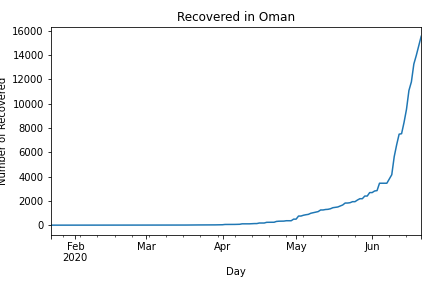 Recovered in Oman
16000
14000
12000
10000
8000
6000
4000
2000
0
Number of Recovered
Feb
2020
Mar
Apr
May
Jun
Day